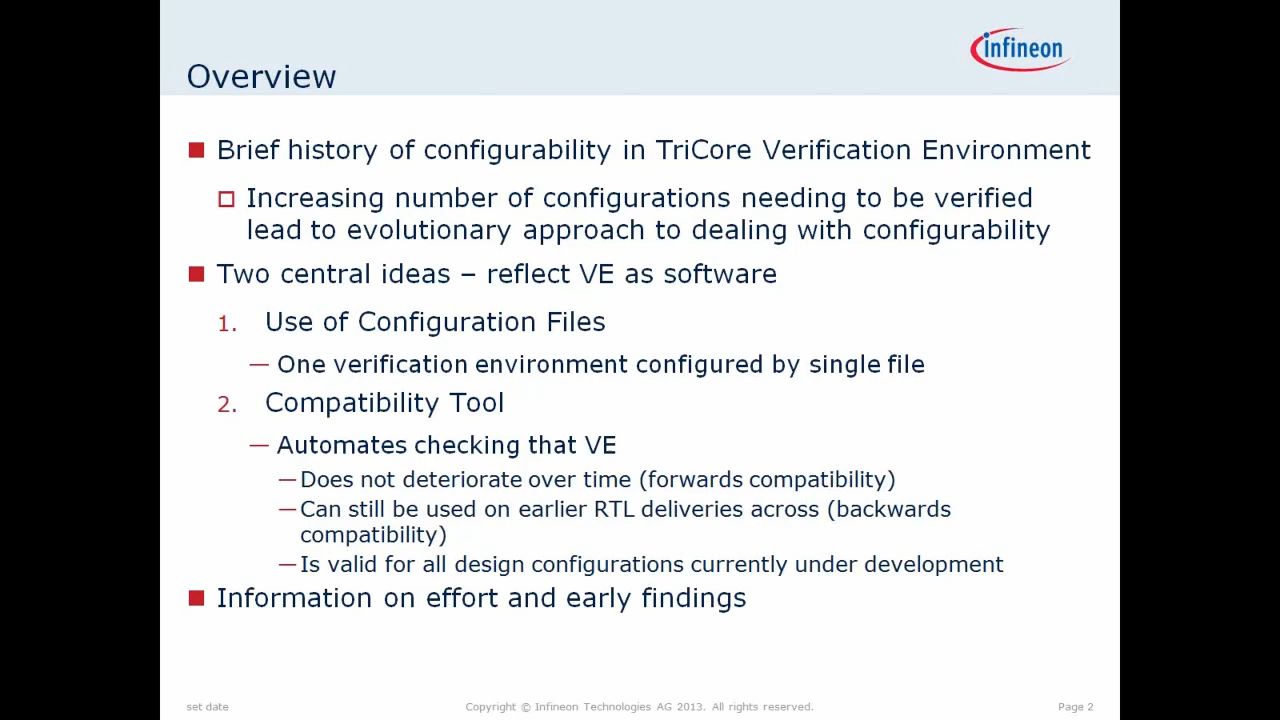 infineon
Overview
Brief history of configurability in TriCore Verification Environment
Increasing number of configurations needing to be verified
lead to evolutionary approach to dealing with configurability
Two central ideas – reflect VE as software
1. Use of Configuration Files
— One verification environment configured by single file
2. Compatibility Tool
— Automates checking that VE
— Does not deteriorate over time (forwards compatibility)
— Can still be used on earlier RTL deliveries across (backwards
compatibility)
— Is valid for all design configurations currently under development
Information on effort and early findings
set date
Copyright © Infineon Technologies AG 2013. All rights reserved.
Page 2